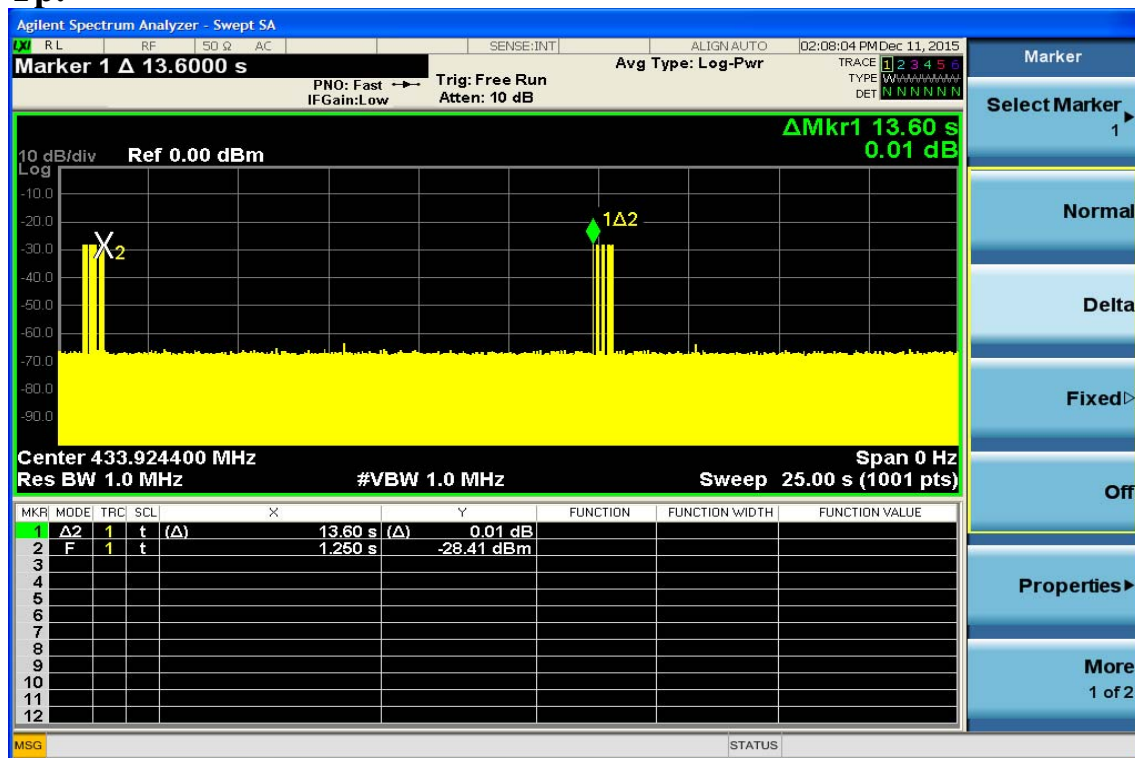 Agilent Spectrum Analyzer - Swept SA
LXI RL RF 50 Ω AC SENSE:INT ALIGN AUTO 02:08:04 PM Dec 11, 2015
Marker 1 Δ 13.6000 s
PNO: Fast
IFGain:Low
Trig: Free Run
Atten: 10 dB
Avg Type: Log-Pwr
TRACE 1 2 3 4 5 6
TYPE WWWWWW
DET N N N N N N
ΔMkr1 13.60 s
0.01 dB
10 dB/div Ref 0.00 dBm
Log
-10.0
-20.0
-30.0
-40.0
-50.0
-60.0
-70.0
-80.0
-90.0
X2
1Δ2
Center 433.924400 MHz Span 0 Hz
Res BW 1.0 MHz #VBW 1.0 MHz Sweep 25.00 s (1001 pts)
MKR MODE TRC SCL X Y FUNCTION FUNCTION WIDTH FUNCTION VALUE
1 Δ2 1 t (Δ) 13.60 s (Δ) 0.01 dB
2 F 1 t 1.250 s -28.41 dBm
3
4
5
6
7
8
9
10
11
12
MSG STATUS
Marker
Select Marker
1
Normal
Delta
Fixed
Off
Properties
More
1 of 2